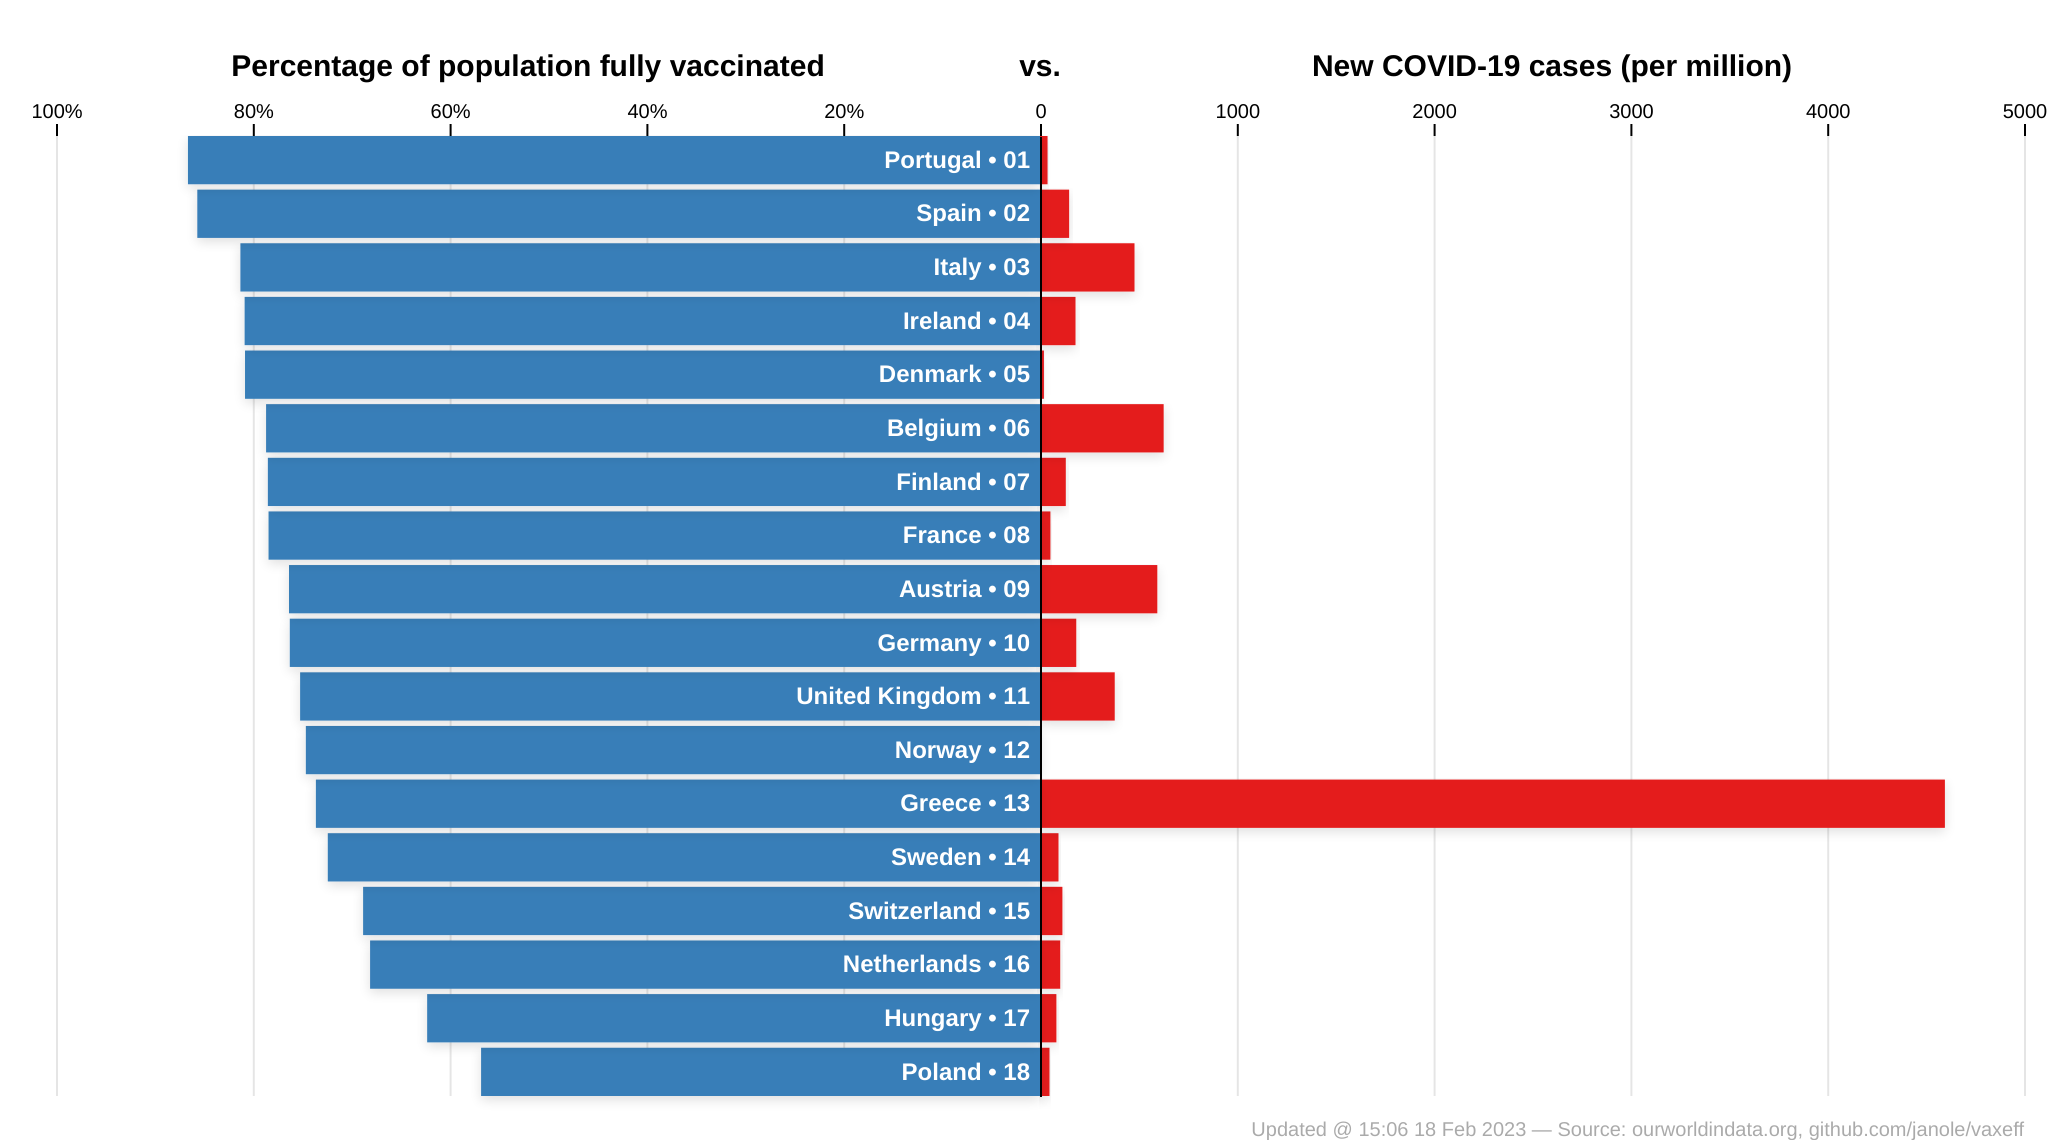 Percentage of population fully vaccinated vs. New COVID-19 cases (per million)
100% 80% 60% 40% 20% 0 1000 2000 3000 4000 5000
Portugal • 01
Spain • 02
Italy • 03
Ireland • 04
Denmark • 05
Belgium • 06
Finland • 07
France • 08
Austria • 09
Germany • 10
United Kingdom • 11
Norway • 12
Greece • 13
Sweden • 14
Switzerland • 15
Netherlands • 16
Hungary • 17
Poland • 18
Updated @ 15:06 18 Feb 2023 — Source: ourworldindata.org, github.com/janole/vaxeff